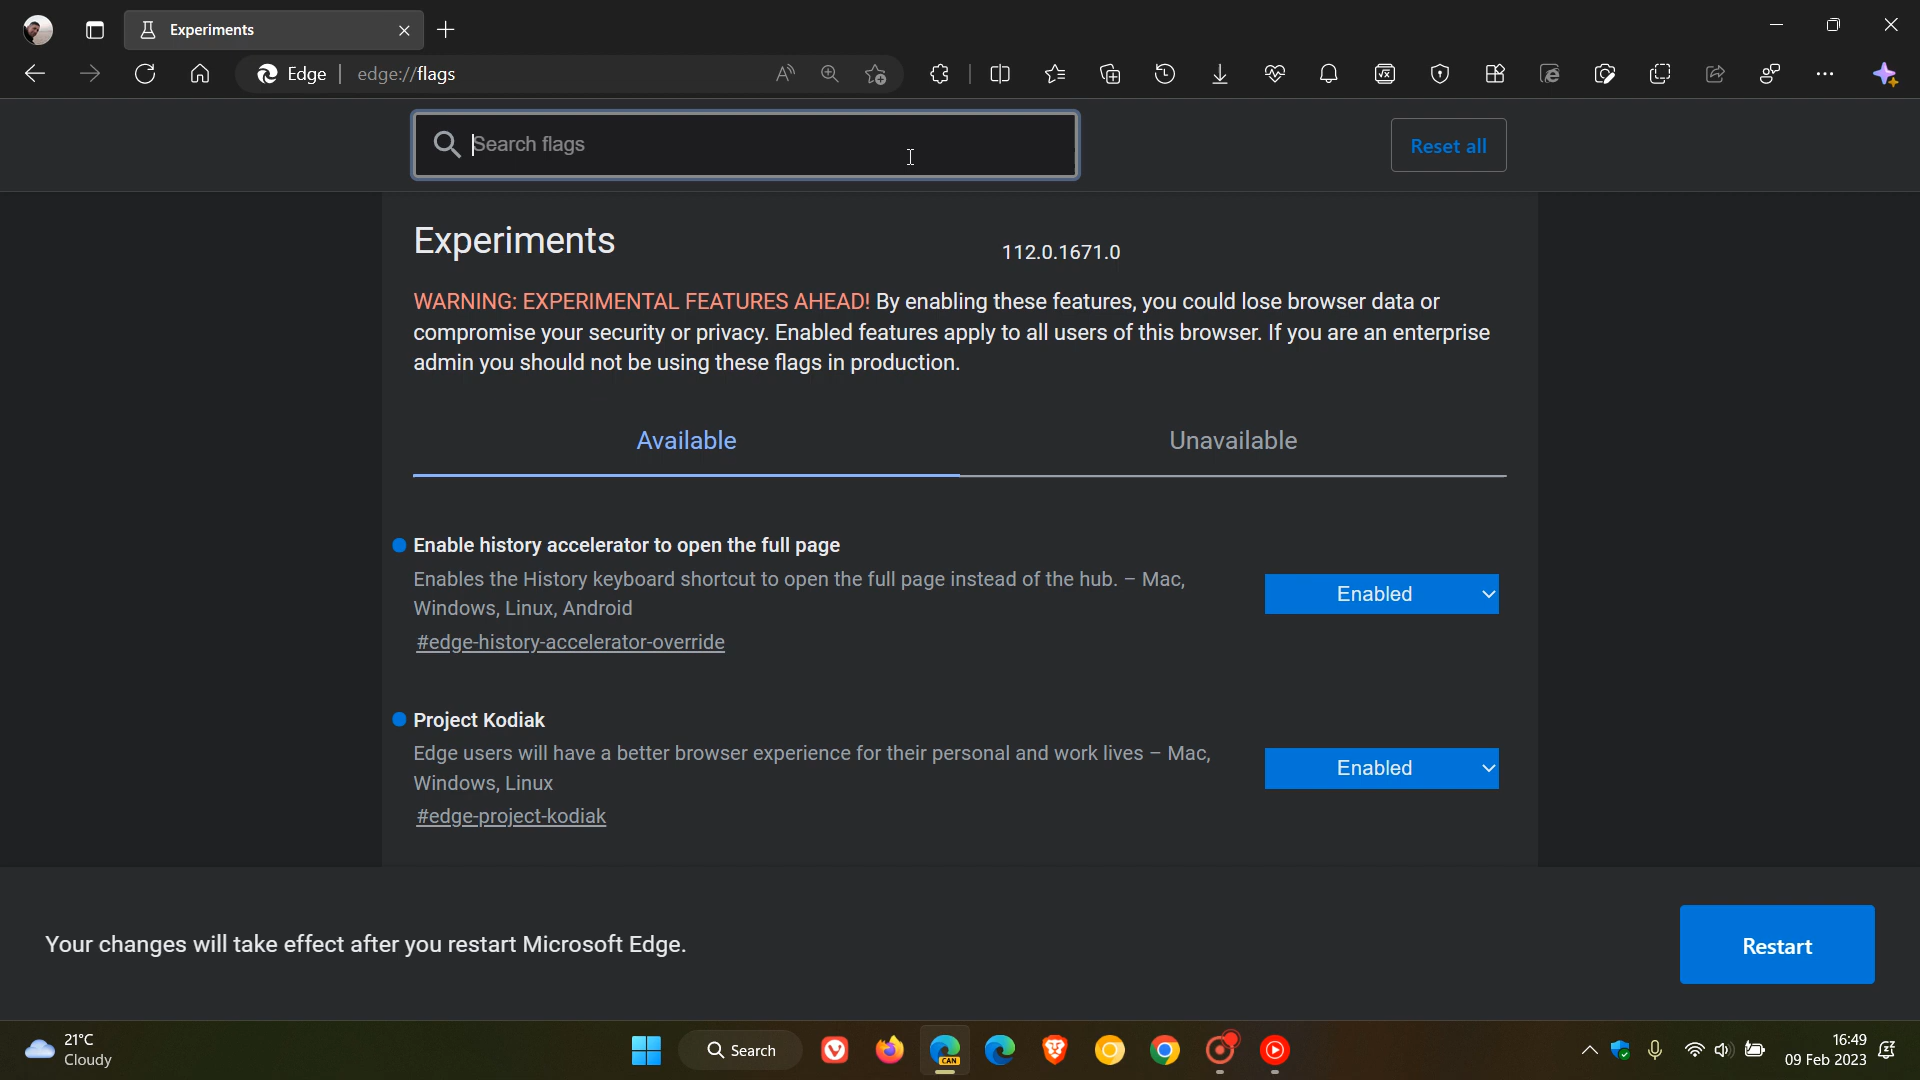 Experiments
Edge
edge://flags
Search flags
Reset all
Experiments
112.0.1671.0
WARNING: EXPERIMENTAL FEATURES AHEAD! By enabling these features, you could lose browser data or
compromise your security or privacy. Enabled features apply to all users of this browser. If you are an enterprise
admin you should not be using these flags in production.
Available
Unavailable
Enable history accelerator to open the full page
Enables the History keyboard shortcut to open the full page instead of the hub. – Mac,
Windows, Linux, Android
#edge-history-accelerator-override
Enabled
Project Kodiak
Edge users will have a better browser experience for their personal and work lives – Mac,
Windows, Linux
#edge-project-kodiak
Enabled
Your changes will take effect after you restart Microsoft Edge.
Restart
21°C
Cloudy
Search
CAN
16:49
09 Feb 2023